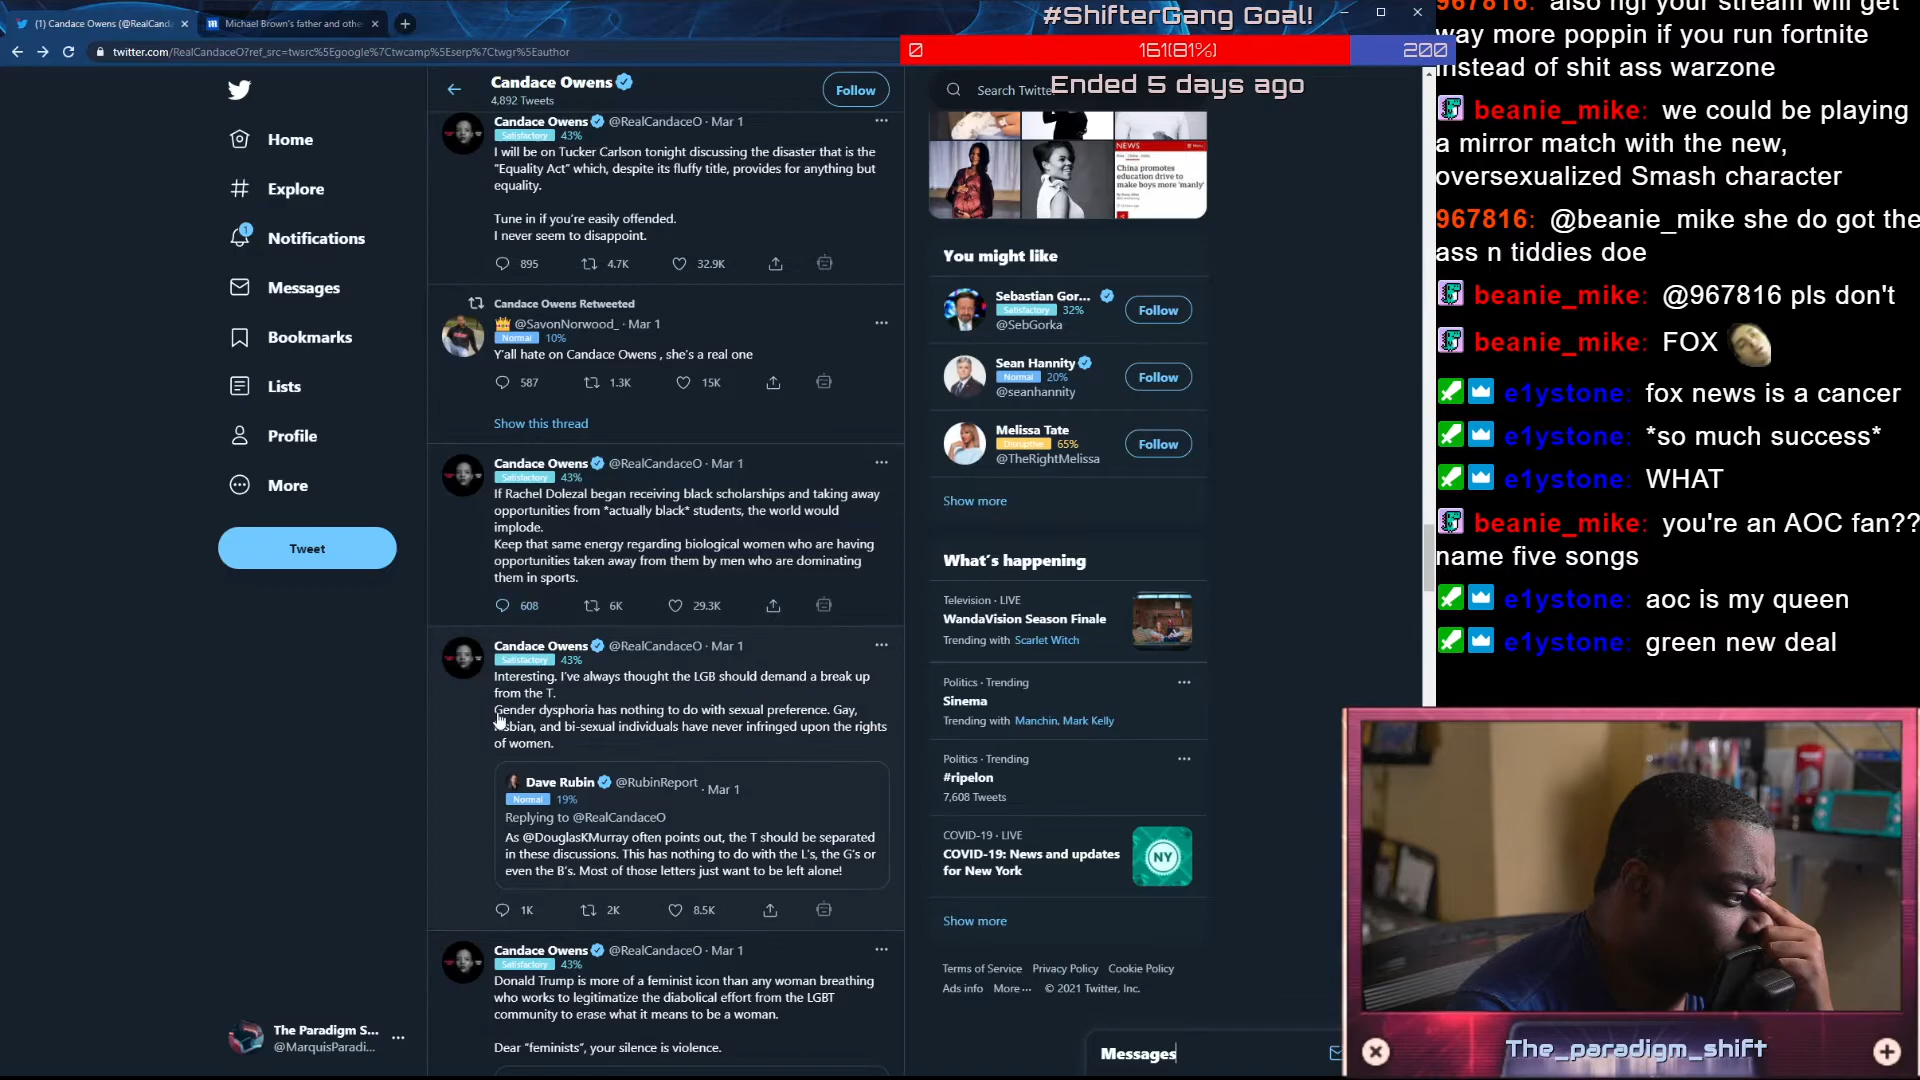 (1) Candace Owens (@RealCanda
Michael Brown's father and othe
twitter.com/RealCandaceO?ref_src=twsrc%5Egoogle%7Ctwcamp%5Eserp%7Ctwgr%5Eauthor
#ShifterGang Goal!
0
161(81%)
200
Ended 5 days ago
Home
Explore
1
Notifications
Messages
Bookmarks
Lists
Profile
More
Tweet
The Paradigm S...
@MarquisParadi...
Candace Owens
4,892 Tweets
Follow
Candace Owens @RealCandaceO · Mar 1
Satisfactory 43%
I will be on Tucker Carlson tonight discussing the disaster that is the
“Equality Act” which, despite its fluffy title, provides for anything but
equality.
Tune in if you’re easily offended.
I never seem to disappoint.
895 4.7K 32.9K
Candace Owens Retweeted
@SavonNorwood_ · Mar 1
Normal 10%
Y’all hate on Candace Owens , she’s a real one
587 1.3K 15K
Show this thread
Candace Owens @RealCandaceO · Mar 1
Satisfactory 43%
If Rachel Dolezal began receiving black scholarships and taking away
opportunities from *actually black* students, the world would
implode.
Keep that same energy regarding biological women who are having
opportunities taken away from them by men who are dominating
them in sports.
608 6K 29.3K
Candace Owens @RealCandaceO · Mar 1
Satisfactory 43%
Interesting. I’ve always thought the LGB should demand a break up
from the T.
Gender dysphoria has nothing to do with sexual preference. Gay,
and bi-sexual individuals have never infringed upon the rights
of women.
Dave Rubin @RubinReport · Mar 1
Normal 19%
Replying to @RealCandaceO
As @DouglasKMurray often points out, the T should be separated
in these discussions. This has nothing to do with the L's, the G’s or
even the B’s. Most of those letters just want to be left alone!
1K 2K 8.5K
Candace Owens @RealCandaceO · Mar 1
Satisfactory 43%
Donald Trump is more of a feminist icon than any woman breathing
who works to legitimatize the diabolical effort from the LGBT
community to erase what it means to be a woman.
Dear “feminists”, your silence is violence.
Search Twitte
NEWS
China promotes
education drive to
make boys more 'manly'
You might like
Sebastian Gor...
Satisfactory 32%
@SebGorka
Follow
Sean Hannity
Normal 20%
@seanhannity
Follow
Melissa Tate
Disruptive 65%
@TheRightMelissa
Follow
Show more
What’s happening
Television · LIVE
WandaVision Season Finale
Trending with Scarlet Witch
Politics · Trending
Sinema
Trending with Manchin, Mark Kelly
Politics · Trending
#ripelon
7,608 Tweets
COVID-19 · LIVE
COVID-19: News and updates
for New York
NY
Show more
Terms of Service Privacy Policy Cookie Policy
Ads info More ··· © 2021 Twitter, Inc.
Messages
967816: also ngl your stream will get
way more poppin if you run fortnite
instead of shit ass warzone
beanie_mike: we could be playing
a mirror match with the new,
oversexualized Smash character
967816: @beanie_mike she do got the
ass n tiddies doe
beanie_mike: @967816 pls don't
beanie_mike: FOX
e1ystone: fox news is a cancer
e1ystone: *so much success*
e1ystone: WHAT
beanie_mike: you're an AOC fan??
name five songs
e1ystone: aoc is my queen
e1ystone: green new deal
The_paradigm_shift